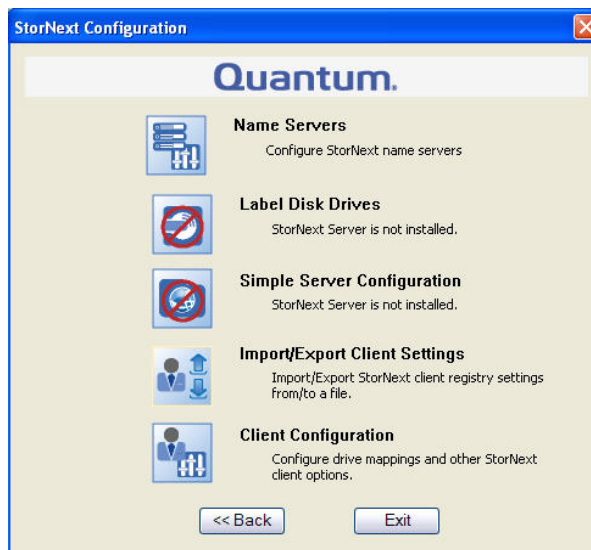 StorNext Configuration
Quantum.
Name Servers
Configure StorNext name servers
Label Disk Drives
StorNext Server is not installed.
Simple Server Configuration
StorNext Server is not installed.
Import/Export Client Settings
Import/Export StorNext client registry settings
from/to a file.
Client Configuration
Configure drive mappings and other StorNext
client options.
<< Back
Exit